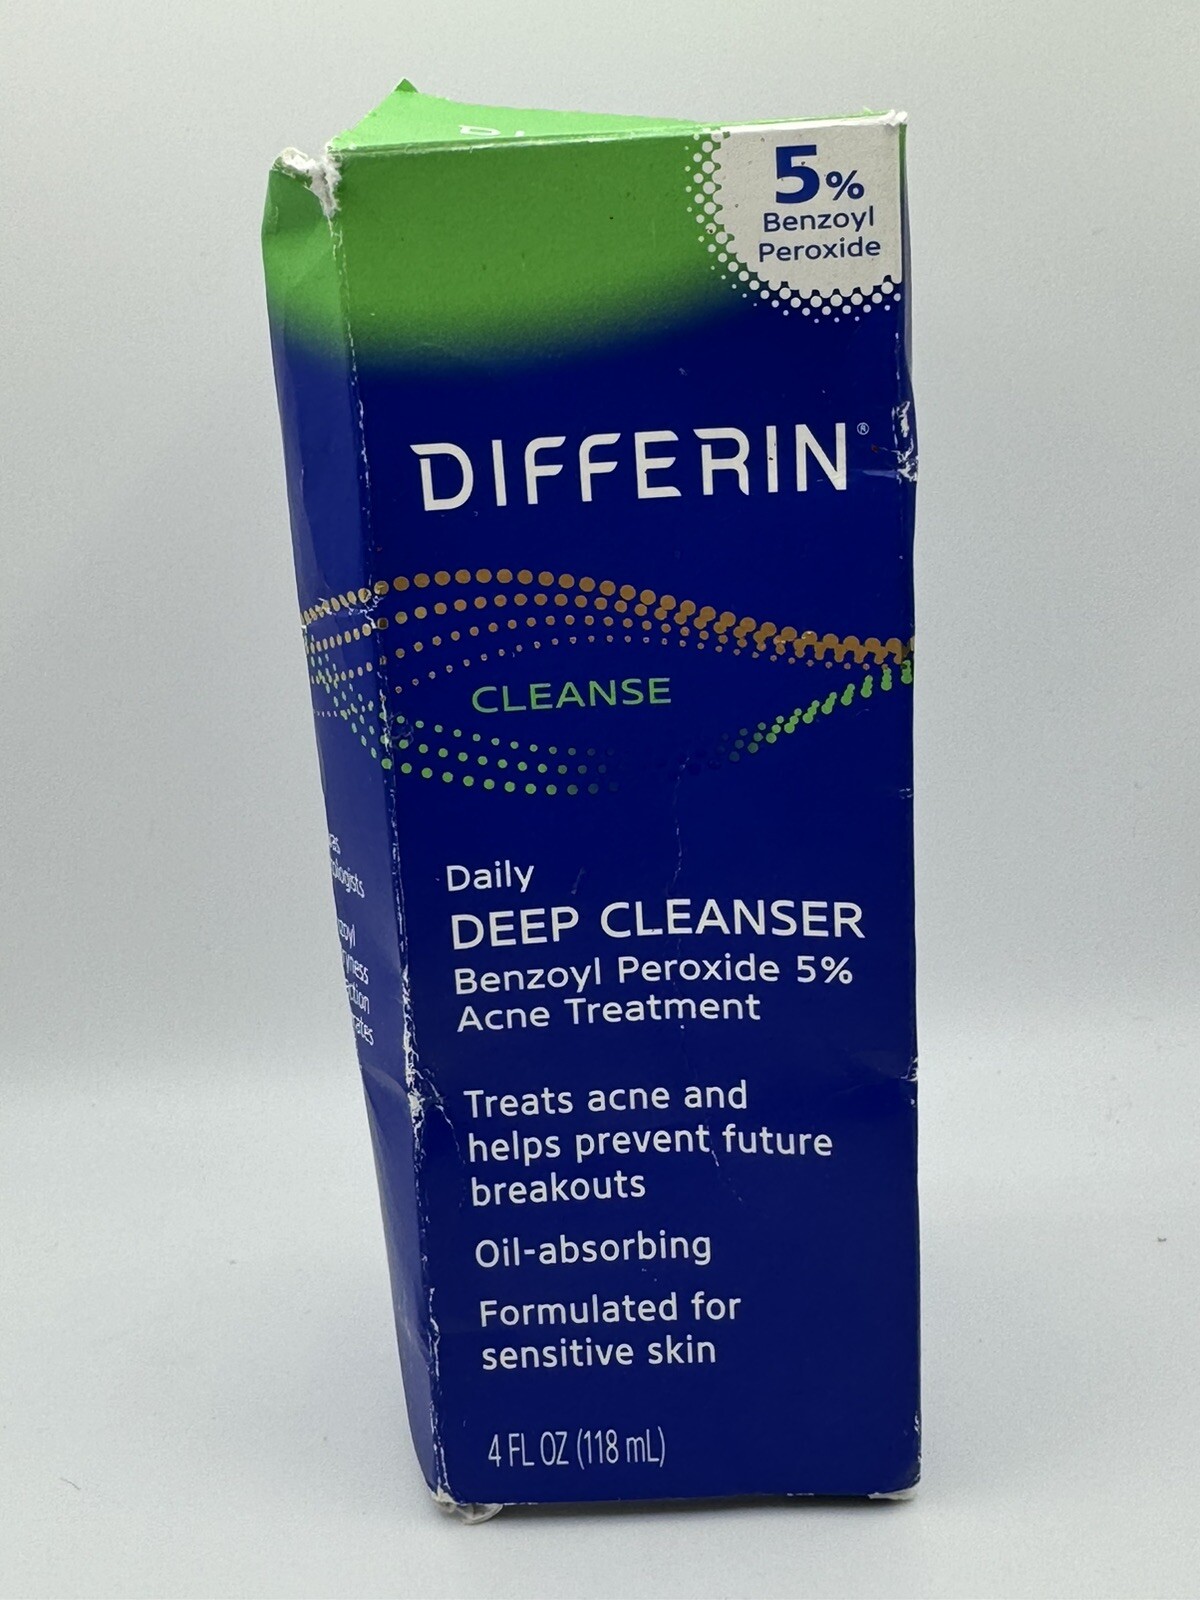 5%
Benzoyl
Peroxide
DIFFERIN®
CLEANSE
Daily
DEEP CLEANSER
Benzoyl Peroxide 5%
Acne Treatment
Treats acne and
helps prevent future
breakouts
Oil-absorbing
Formulated for
sensitive skin
4 FL OZ (118 mL)